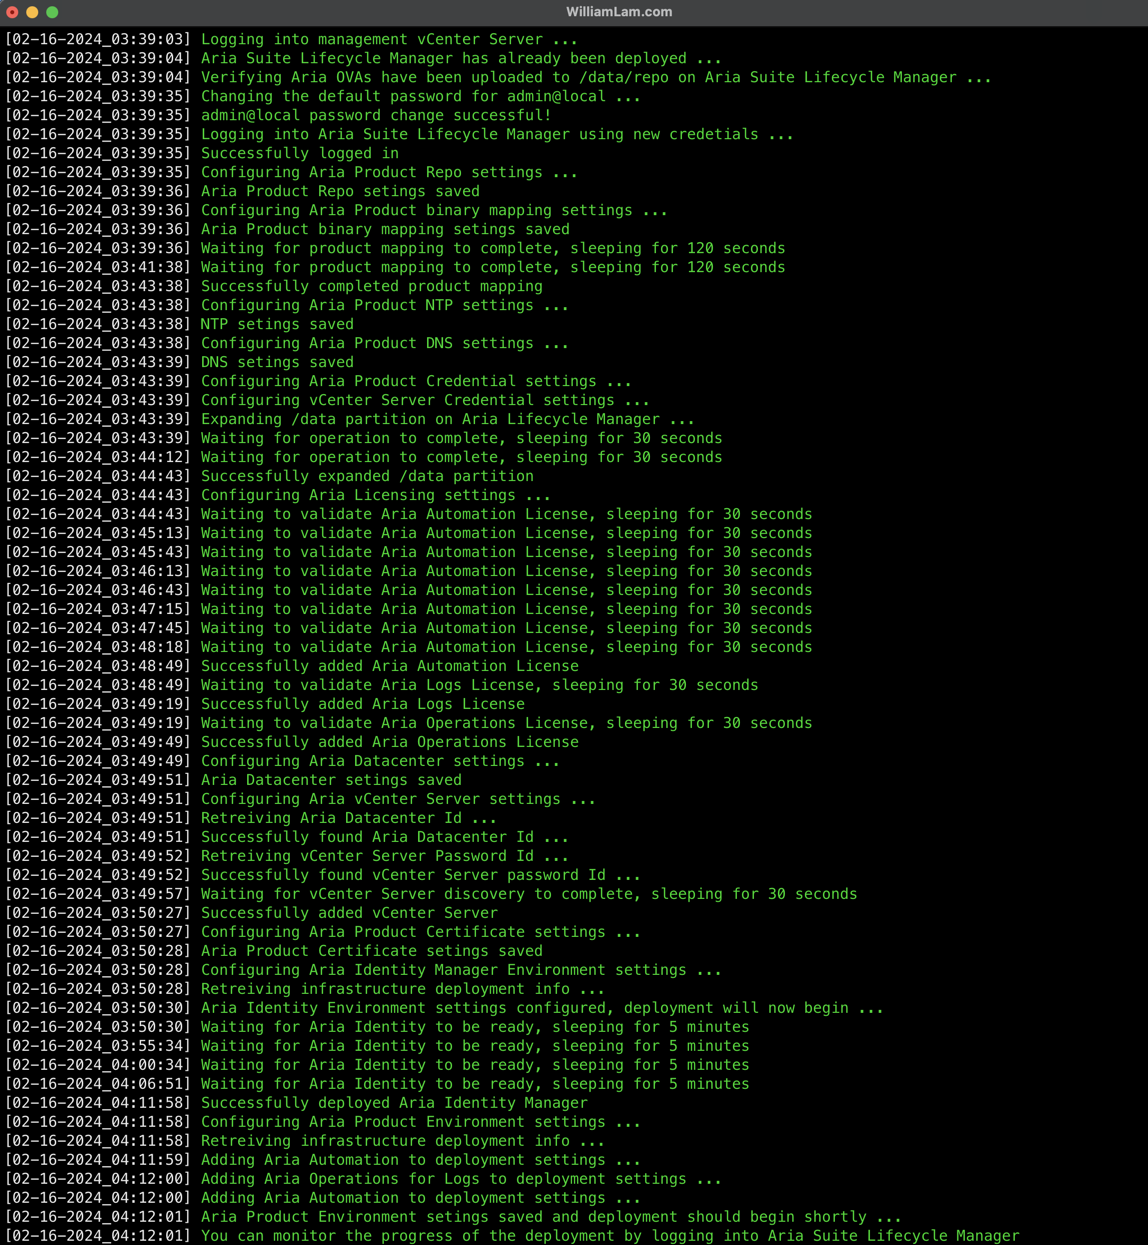 WilliamLam.com
[02-16-2024_03:39:03] Logging into management vCenter Server ...
[02-16-2024_03:39:04] Aria Suite Lifecycle Manager has already been deployed ...
[02-16-2024_03:39:04] Verifying Aria OVAs have been uploaded to /data/repo on Aria Suite Lifecycle Manager ...
[02-16-2024_03:39:35] Changing the default password for admin@local ...
[02-16-2024_03:39:35] admin@local password change successful!
[02-16-2024_03:39:35] Logging into Aria Suite Lifecycle Manager using new credetials ...
[02-16-2024_03:39:35] Successfully logged in
[02-16-2024_03:39:35] Configuring Aria Product Repo settings ...
[02-16-2024_03:39:36] Aria Product Repo setings saved
[02-16-2024_03:39:36] Configuring Aria Product binary mapping settings ...
[02-16-2024_03:39:36] Aria Product binary mapping setings saved
[02-16-2024_03:39:36] Waiting for product mapping to complete, sleeping for 120 seconds
[02-16-2024_03:41:38] Waiting for product mapping to complete, sleeping for 120 seconds
[02-16-2024_03:43:38] Successfully completed product mapping
[02-16-2024_03:43:38] Configuring Aria Product NTP settings ...
[02-16-2024_03:43:38] NTP setings saved
[02-16-2024_03:43:38] Configuring Aria Product DNS settings ...
[02-16-2024_03:43:39] DNS setings saved
[02-16-2024_03:43:39] Configuring Aria Product Credential settings ...
[02-16-2024_03:43:39] Configuring vCenter Server Credential settings ...
[02-16-2024_03:43:39] Expanding /data partition on Aria Lifecycle Manager ...
[02-16-2024_03:43:39] Waiting for operation to complete, sleeping for 30 seconds
[02-16-2024_03:44:12] Waiting for operation to complete, sleeping for 30 seconds
[02-16-2024_03:44:43] Successfully expanded /data partition
[02-16-2024_03:44:43] Configuring Aria Licensing settings ...
[02-16-2024_03:44:43] Waiting to validate Aria Automation License, sleeping for 30 seconds
[02-16-2024_03:45:13] Waiting to validate Aria Automation License, sleeping for 30 seconds
[02-16-2024_03:45:43] Waiting to validate Aria Automation License, sleeping for 30 seconds
[02-16-2024_03:46:13] Waiting to validate Aria Automation License, sleeping for 30 seconds
[02-16-2024_03:46:43] Waiting to validate Aria Automation License, sleeping for 30 seconds
[02-16-2024_03:47:15] Waiting to validate Aria Automation License, sleeping for 30 seconds
[02-16-2024_03:47:45] Waiting to validate Aria Automation License, sleeping for 30 seconds
[02-16-2024_03:48:18] Waiting to validate Aria Automation License, sleeping for 30 seconds
[02-16-2024_03:48:49] Successfully added Aria Automation License
[02-16-2024_03:48:49] Waiting to validate Aria Logs License, sleeping for 30 seconds
[02-16-2024_03:49:19] Successfully added Aria Logs License
[02-16-2024_03:49:19] Waiting to validate Aria Operations License, sleeping for 30 seconds
[02-16-2024_03:49:49] Successfully added Aria Operations License
[02-16-2024_03:49:49] Configuring Aria Datacenter settings ...
[02-16-2024_03:49:51] Aria Datacenter setings saved
[02-16-2024_03:49:51] Configuring Aria vCenter Server settings ...
[02-16-2024_03:49:51] Retreiving Aria Datacenter Id ...
[02-16-2024_03:49:51] Successfully found Aria Datacenter Id ...
[02-16-2024_03:49:52] Retreiving vCenter Server Password Id ...
[02-16-2024_03:49:52] Successfully found vCenter Server password Id ...
[02-16-2024_03:49:57] Waiting for vCenter Server discovery to complete, sleeping for 30 seconds
[02-16-2024_03:50:27] Successfully added vCenter Server
[02-16-2024_03:50:27] Configuring Aria Product Certificate settings ...
[02-16-2024_03:50:28] Aria Product Certificate setings saved
[02-16-2024_03:50:28] Configuring Aria Identity Manager Environment settings ...
[02-16-2024_03:50:28] Retreiving infrastructure deployment info ...
[02-16-2024_03:50:30] Aria Identity Environment settings configured, deployment will now begin ...
[02-16-2024_03:50:30] Waiting for Aria Identity to be ready, sleeping for 5 minutes
[02-16-2024_03:55:34] Waiting for Aria Identity to be ready, sleeping for 5 minutes
[02-16-2024_04:00:34] Waiting for Aria Identity to be ready, sleeping for 5 minutes
[02-16-2024_04:06:51] Waiting for Aria Identity to be ready, sleeping for 5 minutes
[02-16-2024_04:11:58] Successfully deployed Aria Identity Manager
[02-16-2024_04:11:58] Configuring Aria Product Environment settings ...
[02-16-2024_04:11:58] Retreiving infrastructure deployment info ...
[02-16-2024_04:11:59] Adding Aria Automation to deployment settings ...
[02-16-2024_04:12:00] Adding Aria Operations for Logs to deployment settings ...
[02-16-2024_04:12:00] Adding Aria Automation to deployment settings ...
[02-16-2024_04:12:01] Aria Product Environment setings saved and deployment should begin shortly ...
[02-16-2024_04:12:01] You can monitor the progress of the deployment by logging into Aria Suite Lifecycle Manager